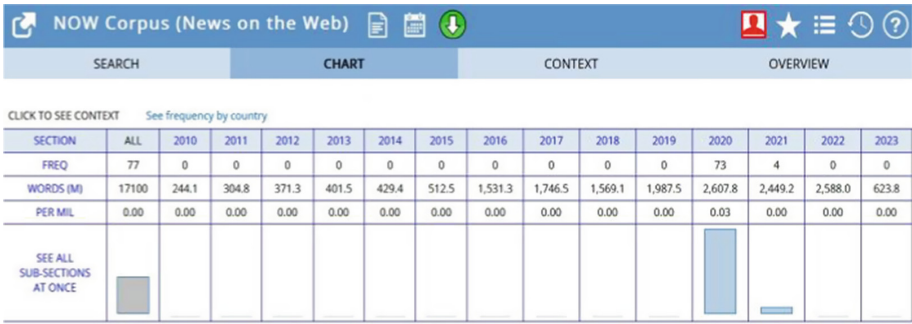 NOW Corpus (News on the Web)
SEARCH CHART CONTEXT OVERVIEW
CLICK TO SEE CONTEXT See frequency by country
SECTION ALL 2010 2011 2012 2013 2014 2015 2016 2017 2018 2019 2020 2021 2022 2023
FREQ 77 0 0 0 0 0 0 0 0 0 0 73 4 0 0
WORDS (M) 17100 244.1 304.8 371.3 401.5 429.4 512.5 1,531.3 1,746.5 1,569.1 1,987.5 2,607.8 2,449.2 2,588.0 623.8
PER MIL 0.00 0.00 0.00 0.00 0.00 0.00 0.00 0.00 0.00 0.00 0.00 0.03 0.00 0.00 0.00
SEE ALL
SUB-SECTIONS
AT ONCE